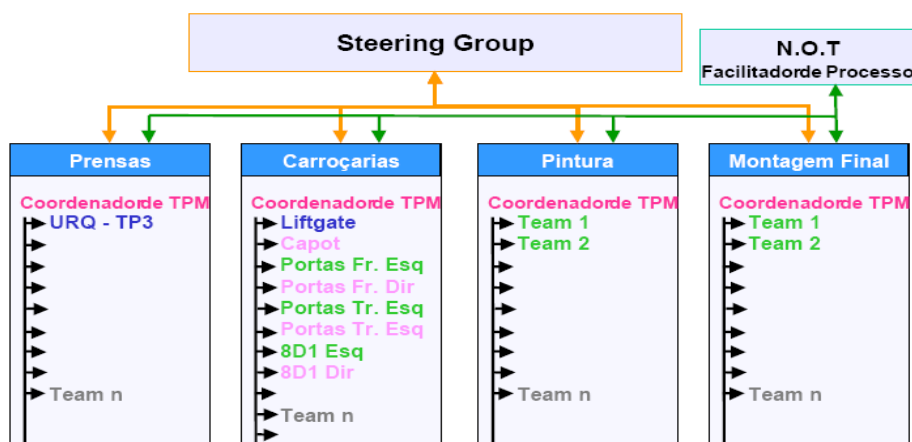 Steering Group
N.O.T
Facilitadorde Processo
Prensas
Coordenadorde TPM
URQ - TP3
Team n
Carroçarias
Coordenadorde TPM
Liftgate
Capot
Portas Fr. Esq
Portas Fr. Dir
Portas Tr. Esq
Portas Tr. Esq
8D1 Esq
8D1 Dir
Team n
Pintura
Coordenadorde TPM
Team 1
Team 2
Team n
Montagem Final
Coordenadorde TPM
Team 1
Team 2
Team n